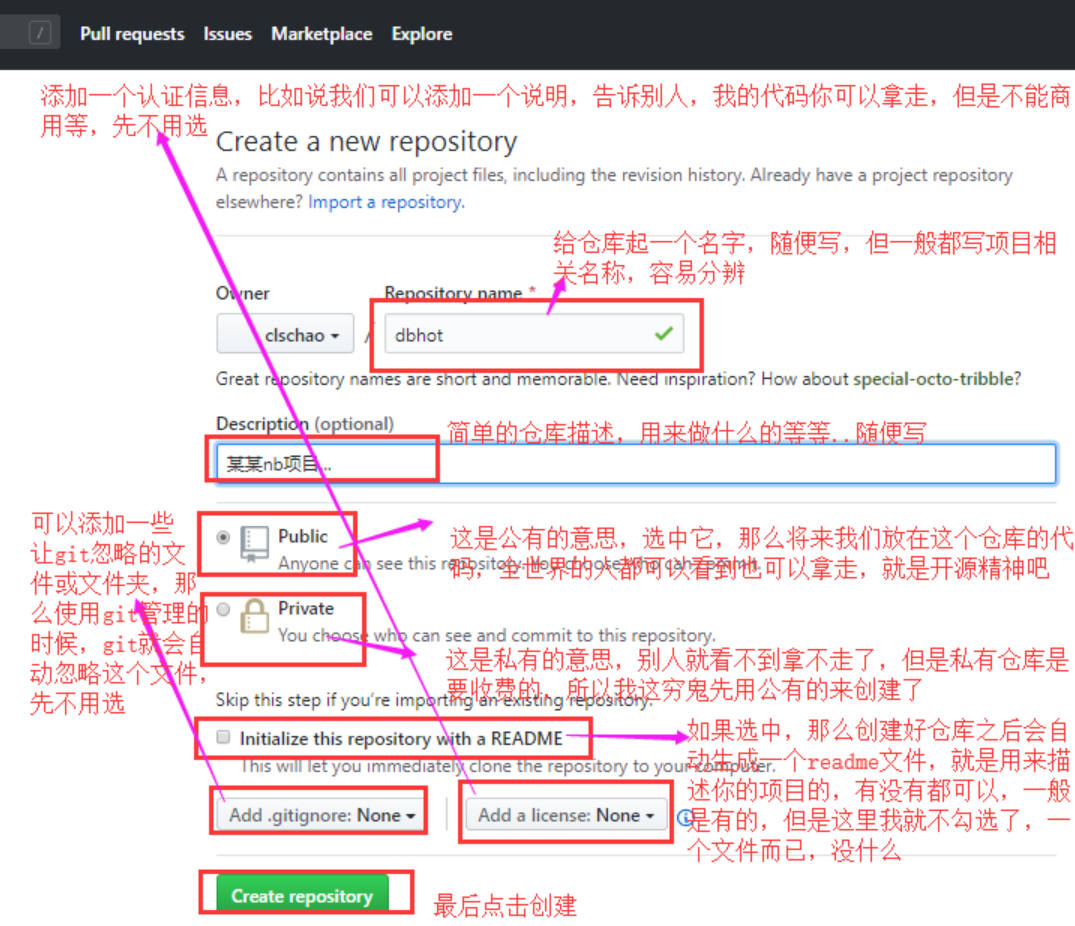 /
Pull requests Issues Marketplace Explore
添加一个认证信息，比如说我们可以添加一个说明，告诉别人，我的代码你可以拿走，但是不能商
用等，先不用选
Create a new repository
A repository contains all project files, including the revision history. Already have a project repository
elsewhere? Import a repository.
给仓库起一个名字，随便写，但一般都写项目相
关名称，容易分辨
Owner
Repository name *
clschao
/
dbhot
Great repository names are short and memorable. Need inspiration? How about special-octo-tribble?
Description (optional)
简单的仓库描述，用来做什么的等等..随便写
某某nb项目...
可以添加一些
让git忽略的文
件或文件夹，那
么使用git管理的
时候，git就会自
动忽略这个文件，
先不用选
Public
Anyone can see this repository. You choose who can commit.
这是公有的意思，选中它，那么将来我们放在这个仓库的代
码，全世界的人都可以看到也可以拿走，就是开源精神吧
Private
You choose who can see and commit to this repository.
这是私有的意思，别人就看不到拿不走了，但是私有仓库是
要收费的，所以我这穷鬼先用公有的来创建了
Skip this step if you’re importing an existing repository.
Initialize this repository with a README
This will let you immediately clone the repository to your computer.
如果选中，那么创建好仓库之后会自
动生成一个readme文件，就是用来描
述你的项目的，有没有都可以，一般
是有的，但是这里我就不勾选了，一
个文件而已，没什么
Add .gitignore: None
Add a license: None
Create repository
最后点击创建